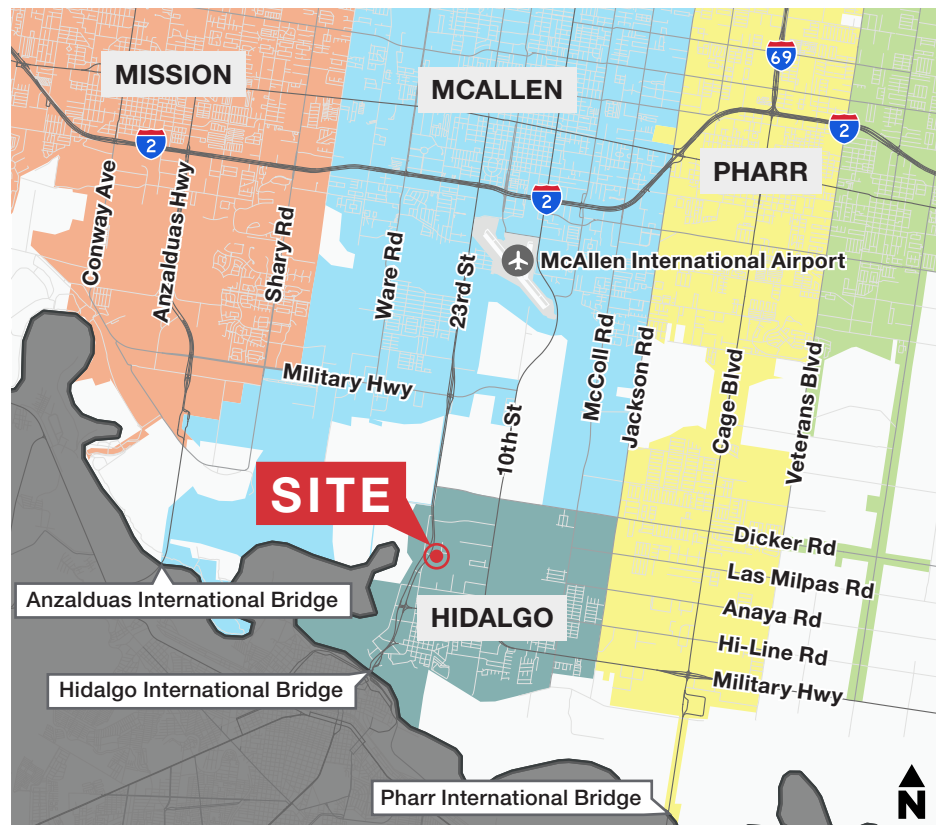 MISSION
MCALLEN
69
2
2
PHARR
2
Conway Ave
Anzalduas Hwy
Shary Rd
Ware Rd
23rd St
McAllen International Airport
McColl Rd
Jackson Rd
Cage Blvd
Veterans Blvd
Military Hwy
10th St
SITE
Dicker Rd
Las Milpas Rd
Anzalduas International Bridge
Anaya Rd
HIDALGO
Hi-Line Rd
Hidalgo International Bridge
Military Hwy
Pharr International Bridge
N